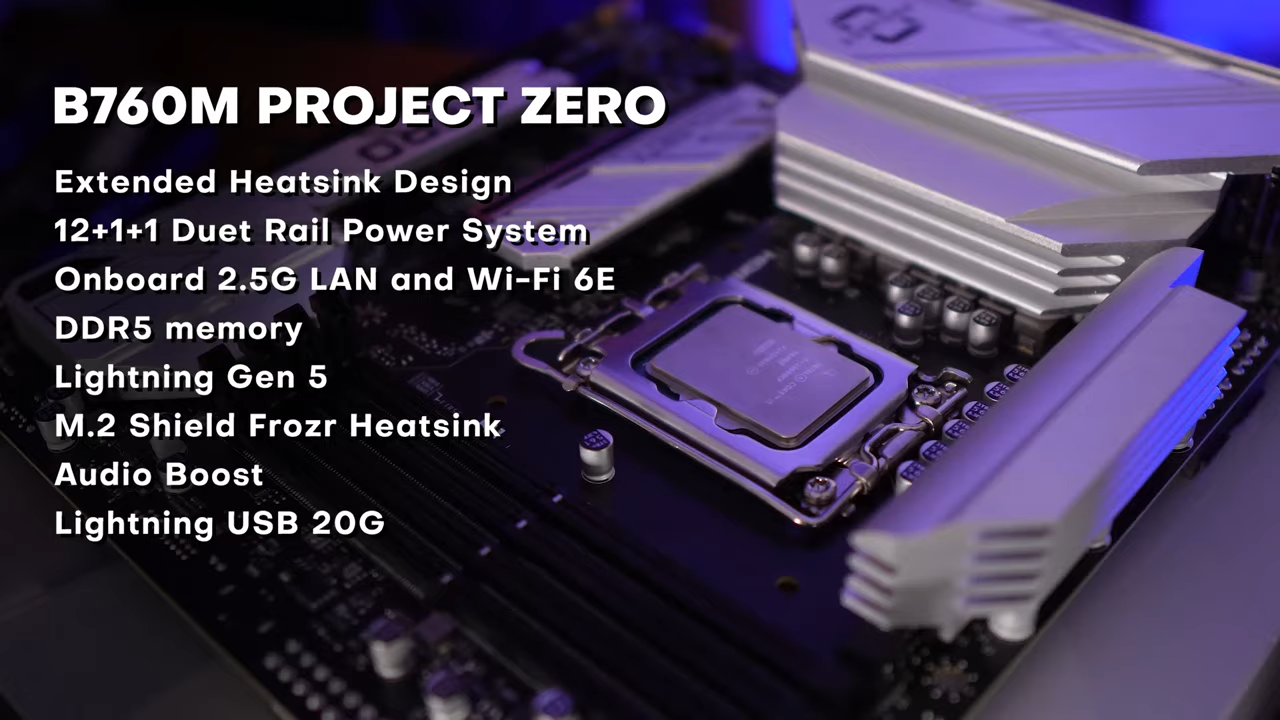 B760M PROJECT ZERO
Extended Heatsink Design
12+1+1 Duet Rail Power System
Onboard 2.5G LAN and Wi-Fi 6E
DDR5 memory
Lightning Gen 5
M.2 Shield Frozr Heatsink
Audio Boost
Lightning USB 20G